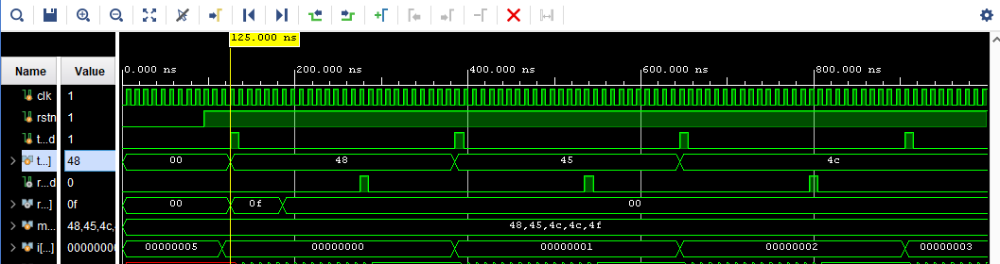 125.000 ns
0.000 ns 200.000 ns 400.000 ns 600.000 ns 800.000 ns
Name Value
clk 1
rstn 1
t...d 1
t...] 48 00 48 45 4c
r...d 0
r...] 0f 00 0f 00
m... 48,45,4c, 48,45,4c,4c,4f
i[...] 00000000 00000005 00000000 00000001 00000002 00000003